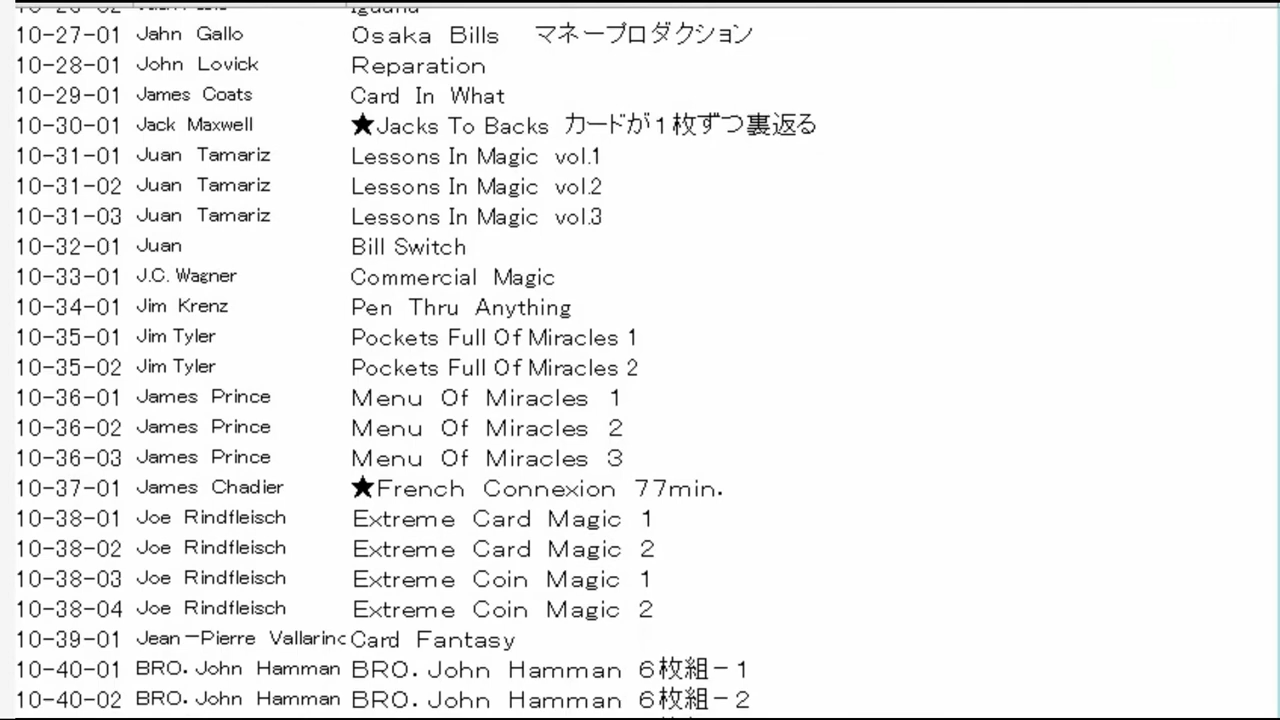 10-27-01 Jahn Gallo Osaka Bills マネープロダクション
10-28-01 John Lovick Reparation
10-29-01 James Coats Card In What
10-30-01 Jack Maxwell ★Jacks To Backs カードが1枚ずつ裏返る
10-31-01 Juan Tamariz Lessons In Magic vol.1
10-31-02 Juan Tamariz Lessons In Magic vol.2
10-31-03 Juan Tamariz Lessons In Magic vol.3
10-32-01 Juan Bill Switch
10-33-01 J.C. Wagner Commercial Magic
10-34-01 Jim Krenz Pen Thru Anything
10-35-01 Jim Tyler Pockets Full Of Miracles 1
10-35-02 Jim Tyler Pockets Full Of Miracles 2
10-36-01 James Prince Menu Of Miracles 1
10-36-02 James Prince Menu Of Miracles 2
10-36-03 James Prince Menu Of Miracles 3
10-37-01 James Chadier ★French Connexion 77min.
10-38-01 Joe Rindfleisch Extreme Card Magic 1
10-38-02 Joe Rindfleisch Extreme Card Magic 2
10-38-03 Joe Rindfleisch Extreme Coin Magic 1
10-38-04 Joe Rindfleisch Extreme Coin Magic 2
10-39-01 Jean-Pierre Card Fantasy
10-40-01 BRO. John Hamman BRO. John Hamman 6枚組-1
10-40-02 BRO. John Hamman BRO. John Hamman 6枚組-2